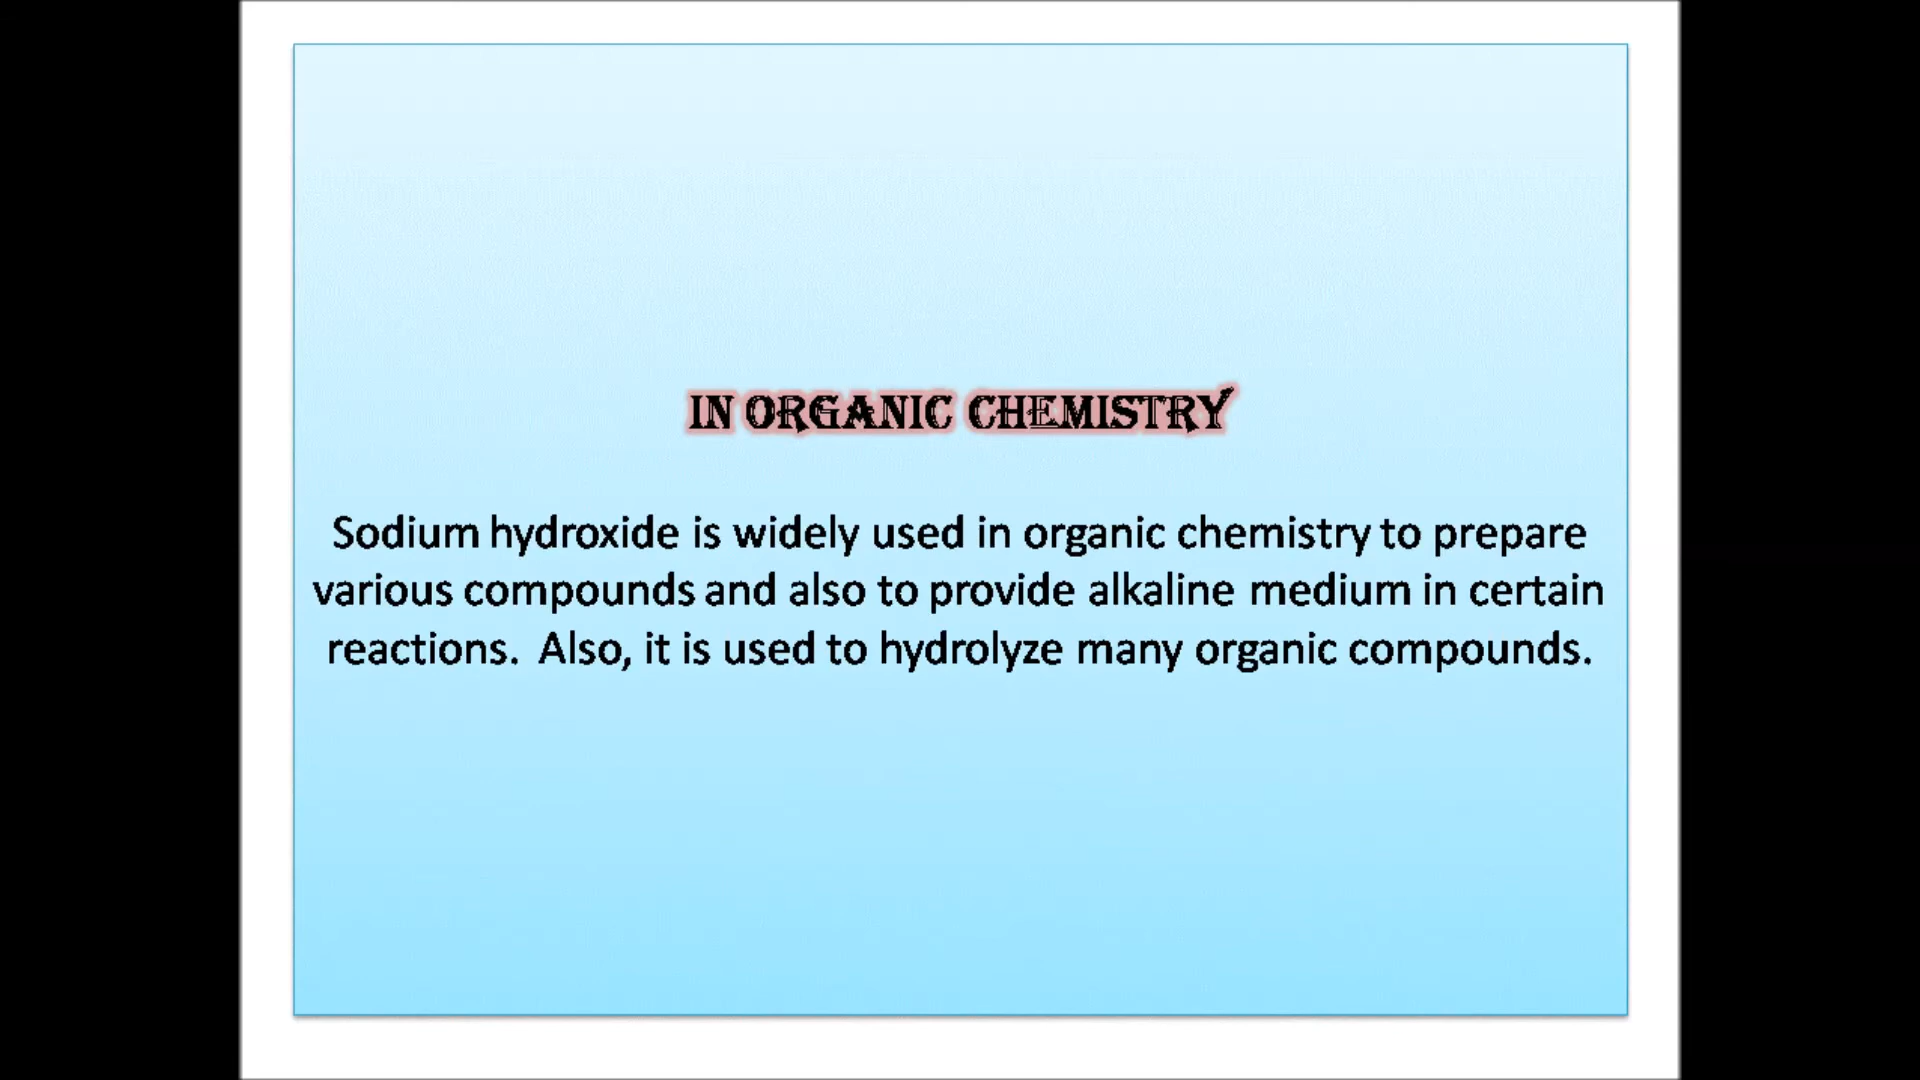 IN ORGANIC CHEMISTRY
Sodium hydroxide is widely used in organic chemistry to prepare
various compounds and also to provide alkaline medium in certain
reactions.  Also, it is used to hydrolyze many organic compounds.